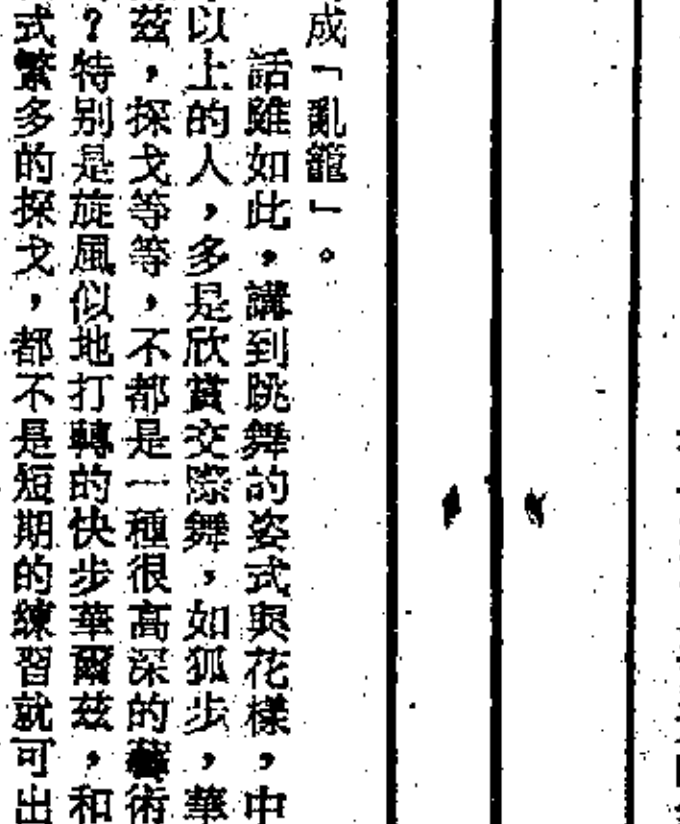 成「亂籠」。
話雖如此，講到跳舞的姿式與花樣，中
以上的人，多是欣賞交際舞，如狐步，華
茲，探戈等等，不都是一種很高深的藝術
？特别是旋風似地打轉的快步華爾茲，和
式繁多的探戈，都不是短期的練習就可出